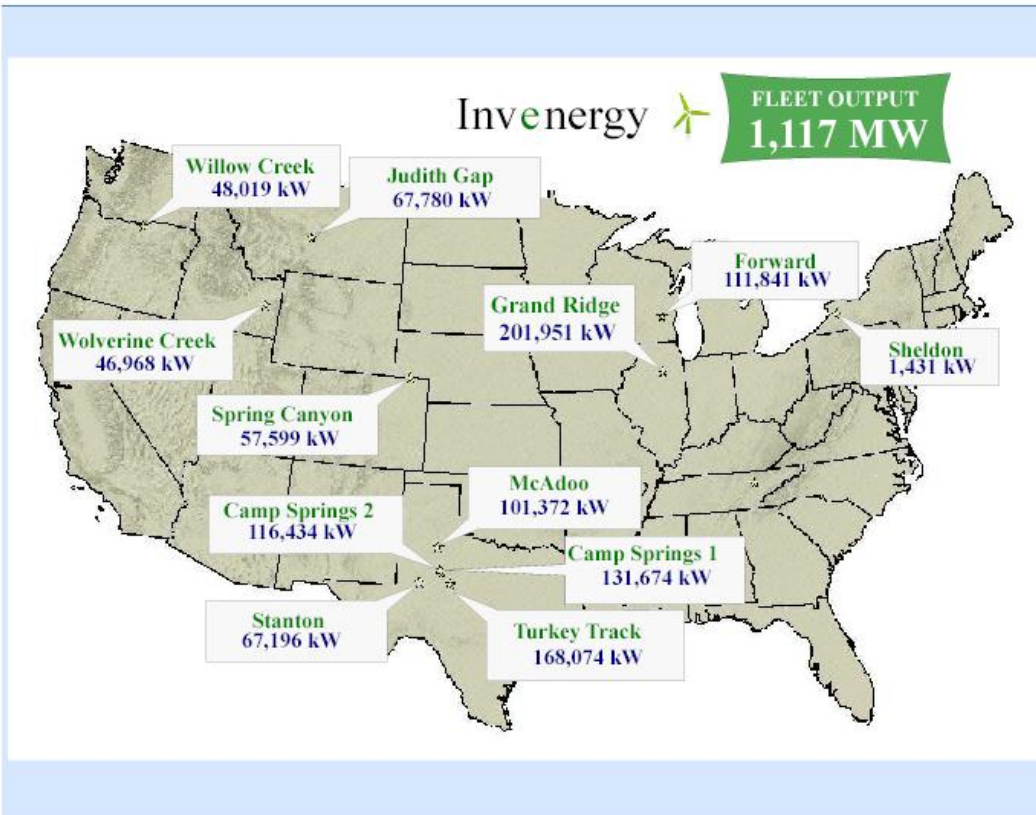 Invenergy
FLEET OUTPUT
1,117 MW
Willow Creek
48,019 kW
Judith Gap
67,780 kW
Forward
111,841 kW
Grand Ridge
201,951 kW
Wolverine Creek
46,968 kW
Sheldon
1,431 kW
Spring Canyon
57,599 kW
McAdoo
101,372 kW
Camp Springs 2
116,434 kW
Camp Springs 1
131,674 kW
Stanton
67,196 kW
Turkey Track
168,074 kW